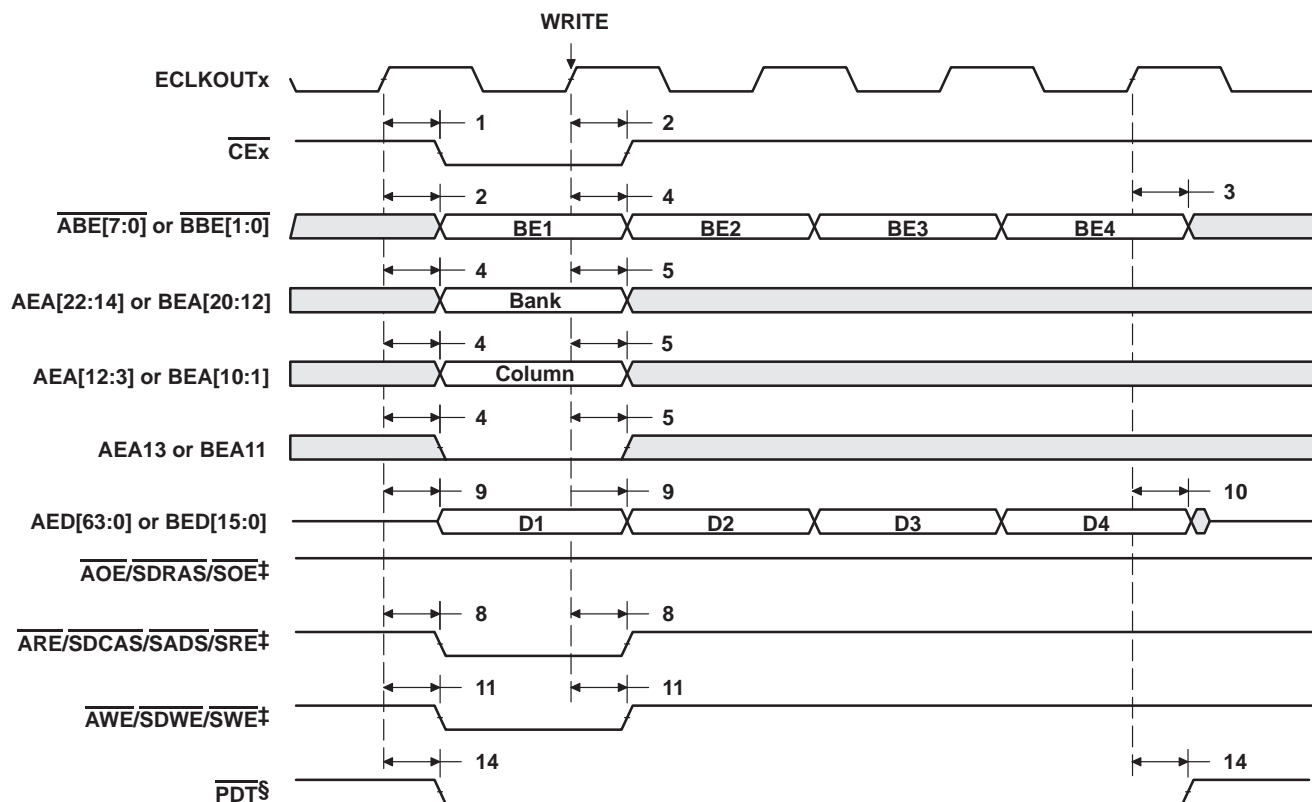 WRITE
ECLKOUTx
1 2
CEx
2 4 3
ABE[7:0] or BBE[1:0]
BE1 BE2 BE3 BE4
4 5
AEA[22:14] or BEA[20:12]
Bank
4 5
AEA[12:3] or BEA[10:1]
Column
4 5
AEA13 or BEA11
9 9 10
AED[63:0] or BED[15:0]
D1 D2 D3 D4
AOE/SDRAS/SOE‡
8 8
ARE/SDCAS/SADS/SRE‡
11 11
AWE/SDWE/SWE‡
14 14
PDT§